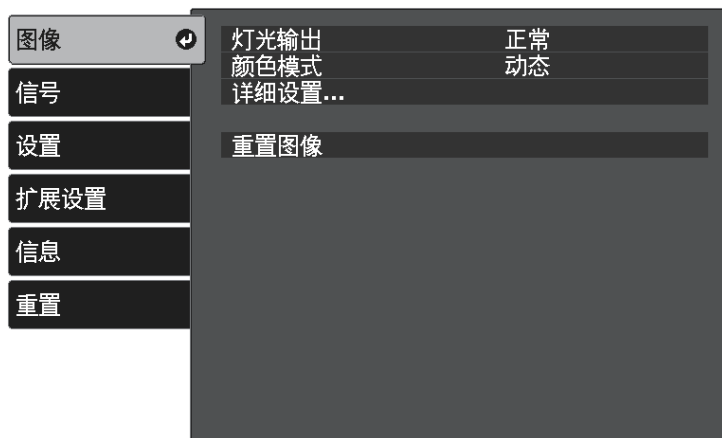 图像
信号
设置
扩展设置
信息
重置
灯光输出 正常
颜色模式 动态
详细设置...
重置图像